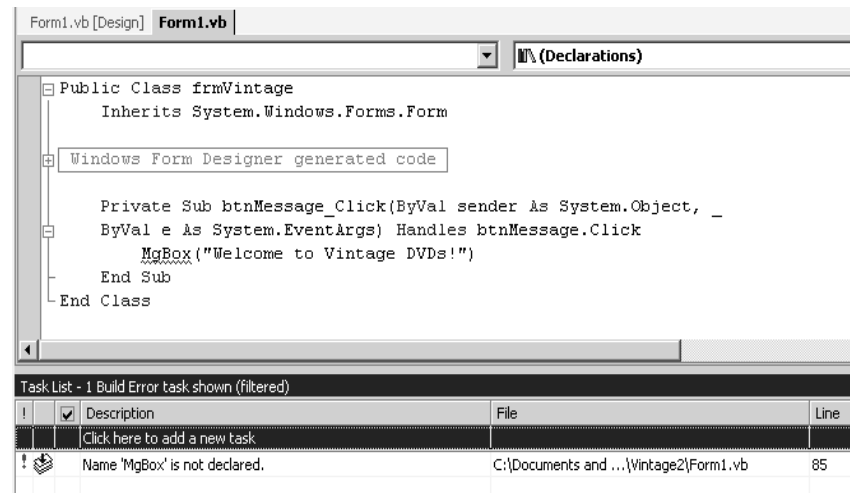 Form1.vb [Design] Form1.vb
(Declarations)
Public Class frmVintage
Inherits System.Windows.Forms.Form
Windows Form Designer generated code
Private Sub btnMessage_Click(ByVal sender As System.Object, _
ByVal e As System.EventArgs) Handles btnMessage.Click
MgBox("Welcome to Vintage DVDs!")
End Sub
End Class
Task List - 1 Build Error task shown (filtered)
! Description File Line
Click here to add a new task
! Name 'MgBox' is not declared. C:\Documents and ...\Vintage2\Form1.vb 85